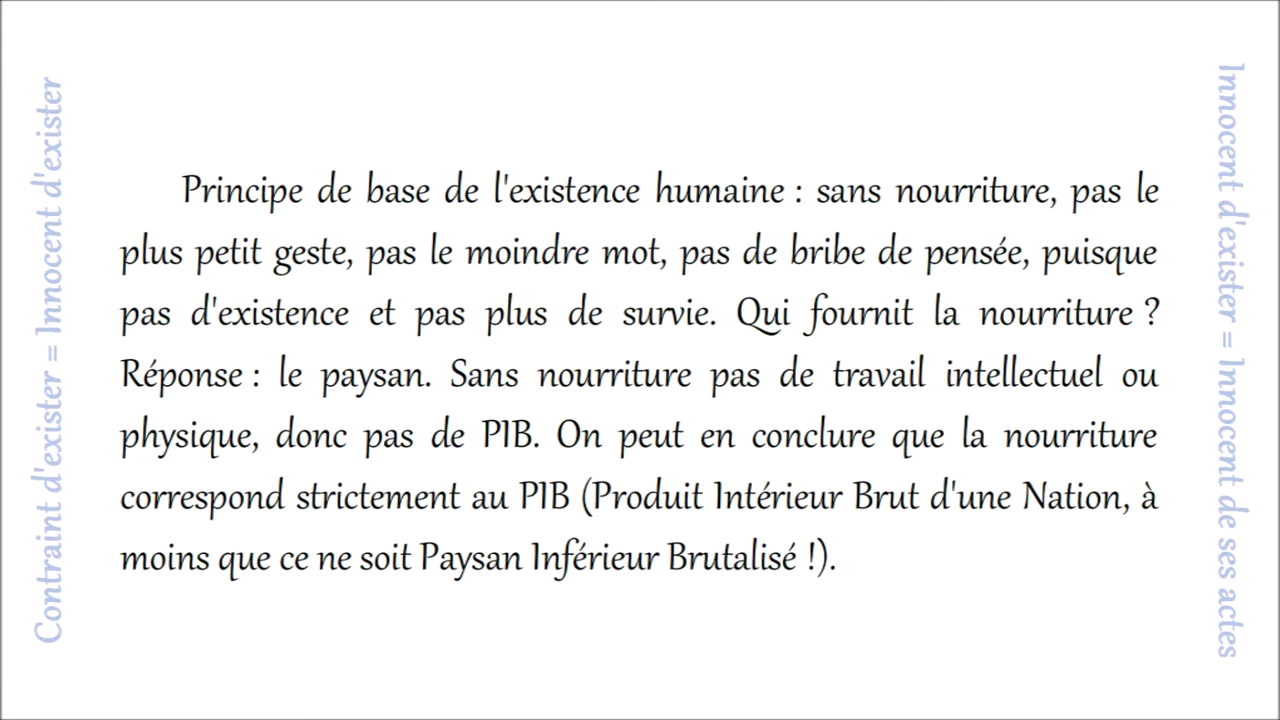 Contraint d'exister = Innocent d'exister
Principe de base de l'existence humaine : sans nourriture, pas le
plus petit geste, pas le moindre mot, pas de bribe de pensée, puisque
pas d'existence et pas plus de survie. Qui fournit la nourriture ?
Réponse : le paysan. Sans nourriture pas de travail intellectuel ou
physique, donc pas de PIB. On peut en conclure que la nourriture
correspond strictement au PIB (Produit Intérieur Brut d'une Nation, à
moins que ce ne soit Paysan Inférieur Brutalisé !).
Innocent d'exister = Innocent de ses actes